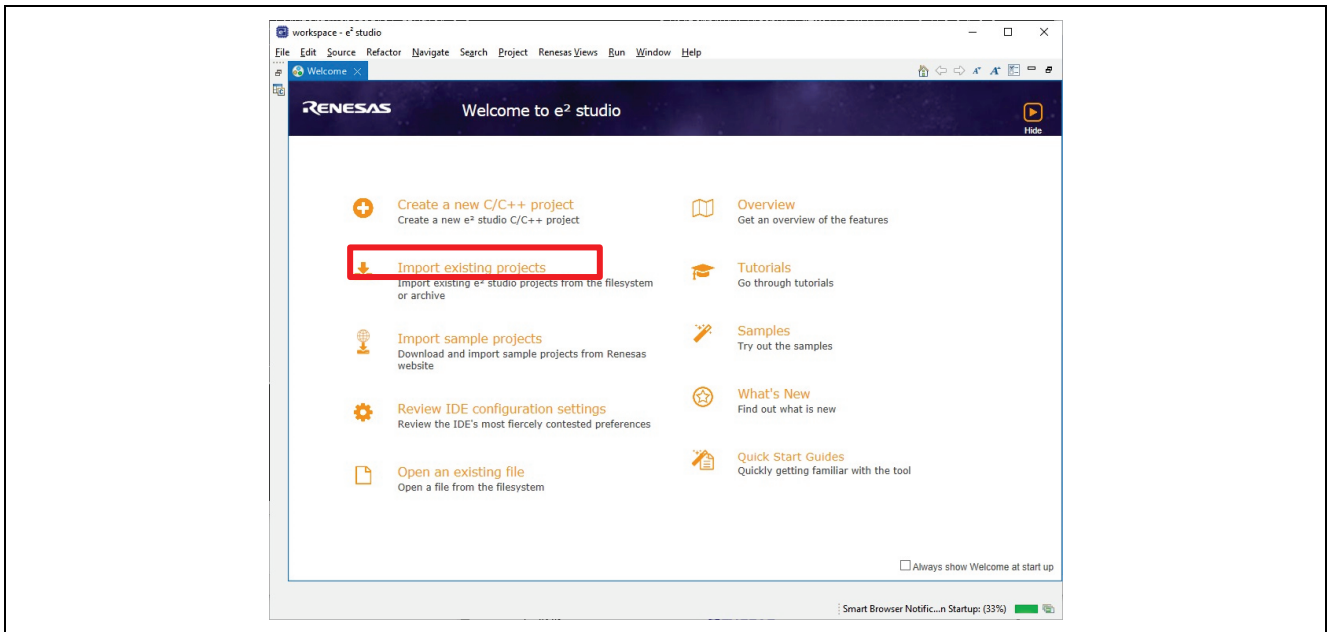 workspace - e² studio
File Edit Source Refactor Navigate Search Project Renesas Views Run Window Help
Welcome
RENESAS
Welcome to e² studio
Hide
Create a new C/C++ project
Create a new e² studio C/C++ project
Import existing projects
Import existing e² studio projects from the filesystem
or archive
Import sample projects
Download and import sample projects from Renesas
website
Review IDE configuration settings
Review the IDE's most fiercely contested preferences
Open an existing file
Open a file from the filesystem
Overview
Get an overview of the features
Tutorials
Go through tutorials
Samples
Try out the samples
What's New
Find out what is new
Quick Start Guides
Quickly getting familiar with the tool
Always show Welcome at start up
Smart Browser Notific...n Startup: (33%)